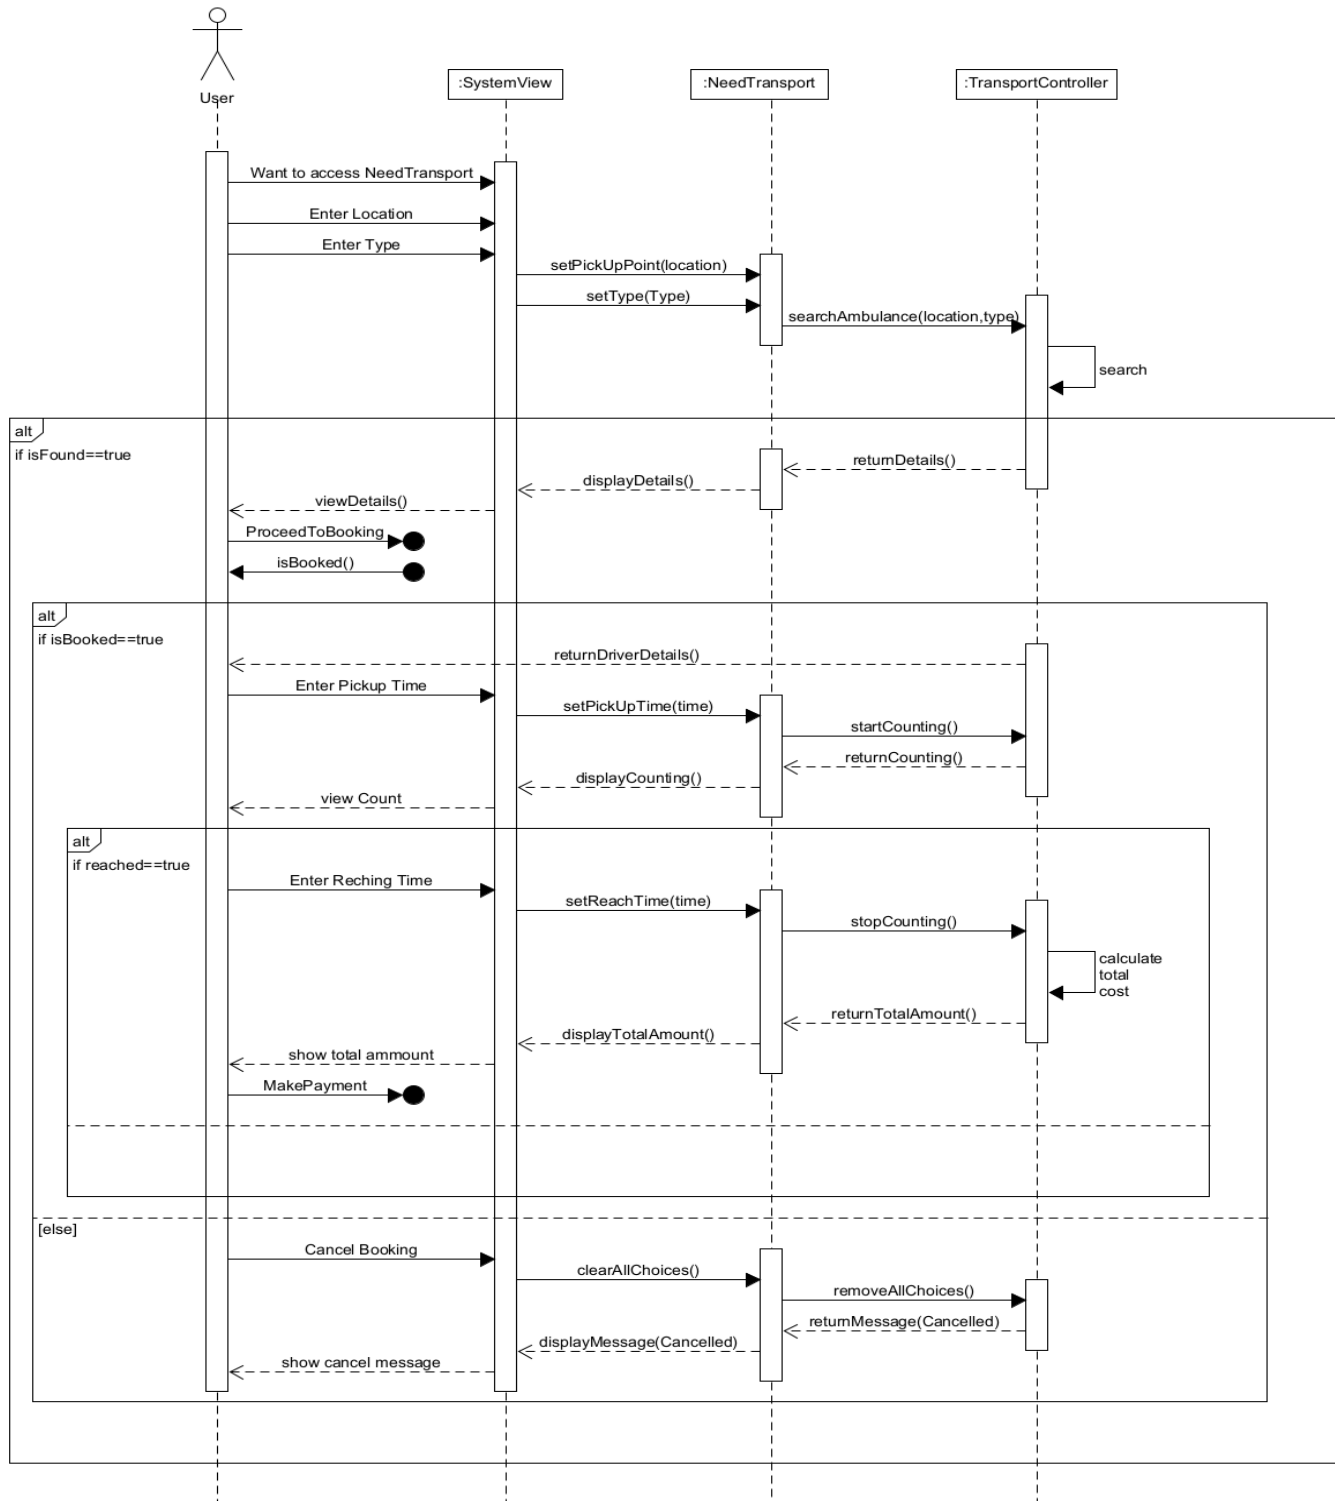 User
:SystemView
:NeedTransport
:TransportController
Want to access NeedTransport
Enter Location
Enter Type
setPickUpPoint(location)
setType(Type)
searchAmbulance(location,type)
search
alt
if isFound==true
returnDetails()
displayDetails()
viewDetails()
ProceedToBooking
isBooked()
alt
if isBooked==true
returnDriverDetails()
Enter Pickup Time
setPickUpTime(time)
startCounting()
returnCounting()
displayCounting()
view Count
alt
if reached==true
Enter Reching Time
setReachTime(time)
stopCounting()
calculate
total
cost
returnTotalAmount()
displayTotalAmount()
show total ammount
MakePayment
[else]
Cancel Booking
clearAllChoices()
removeAllChoices()
returnMessage(Cancelled)
displayMessage(Cancelled)
show cancel message